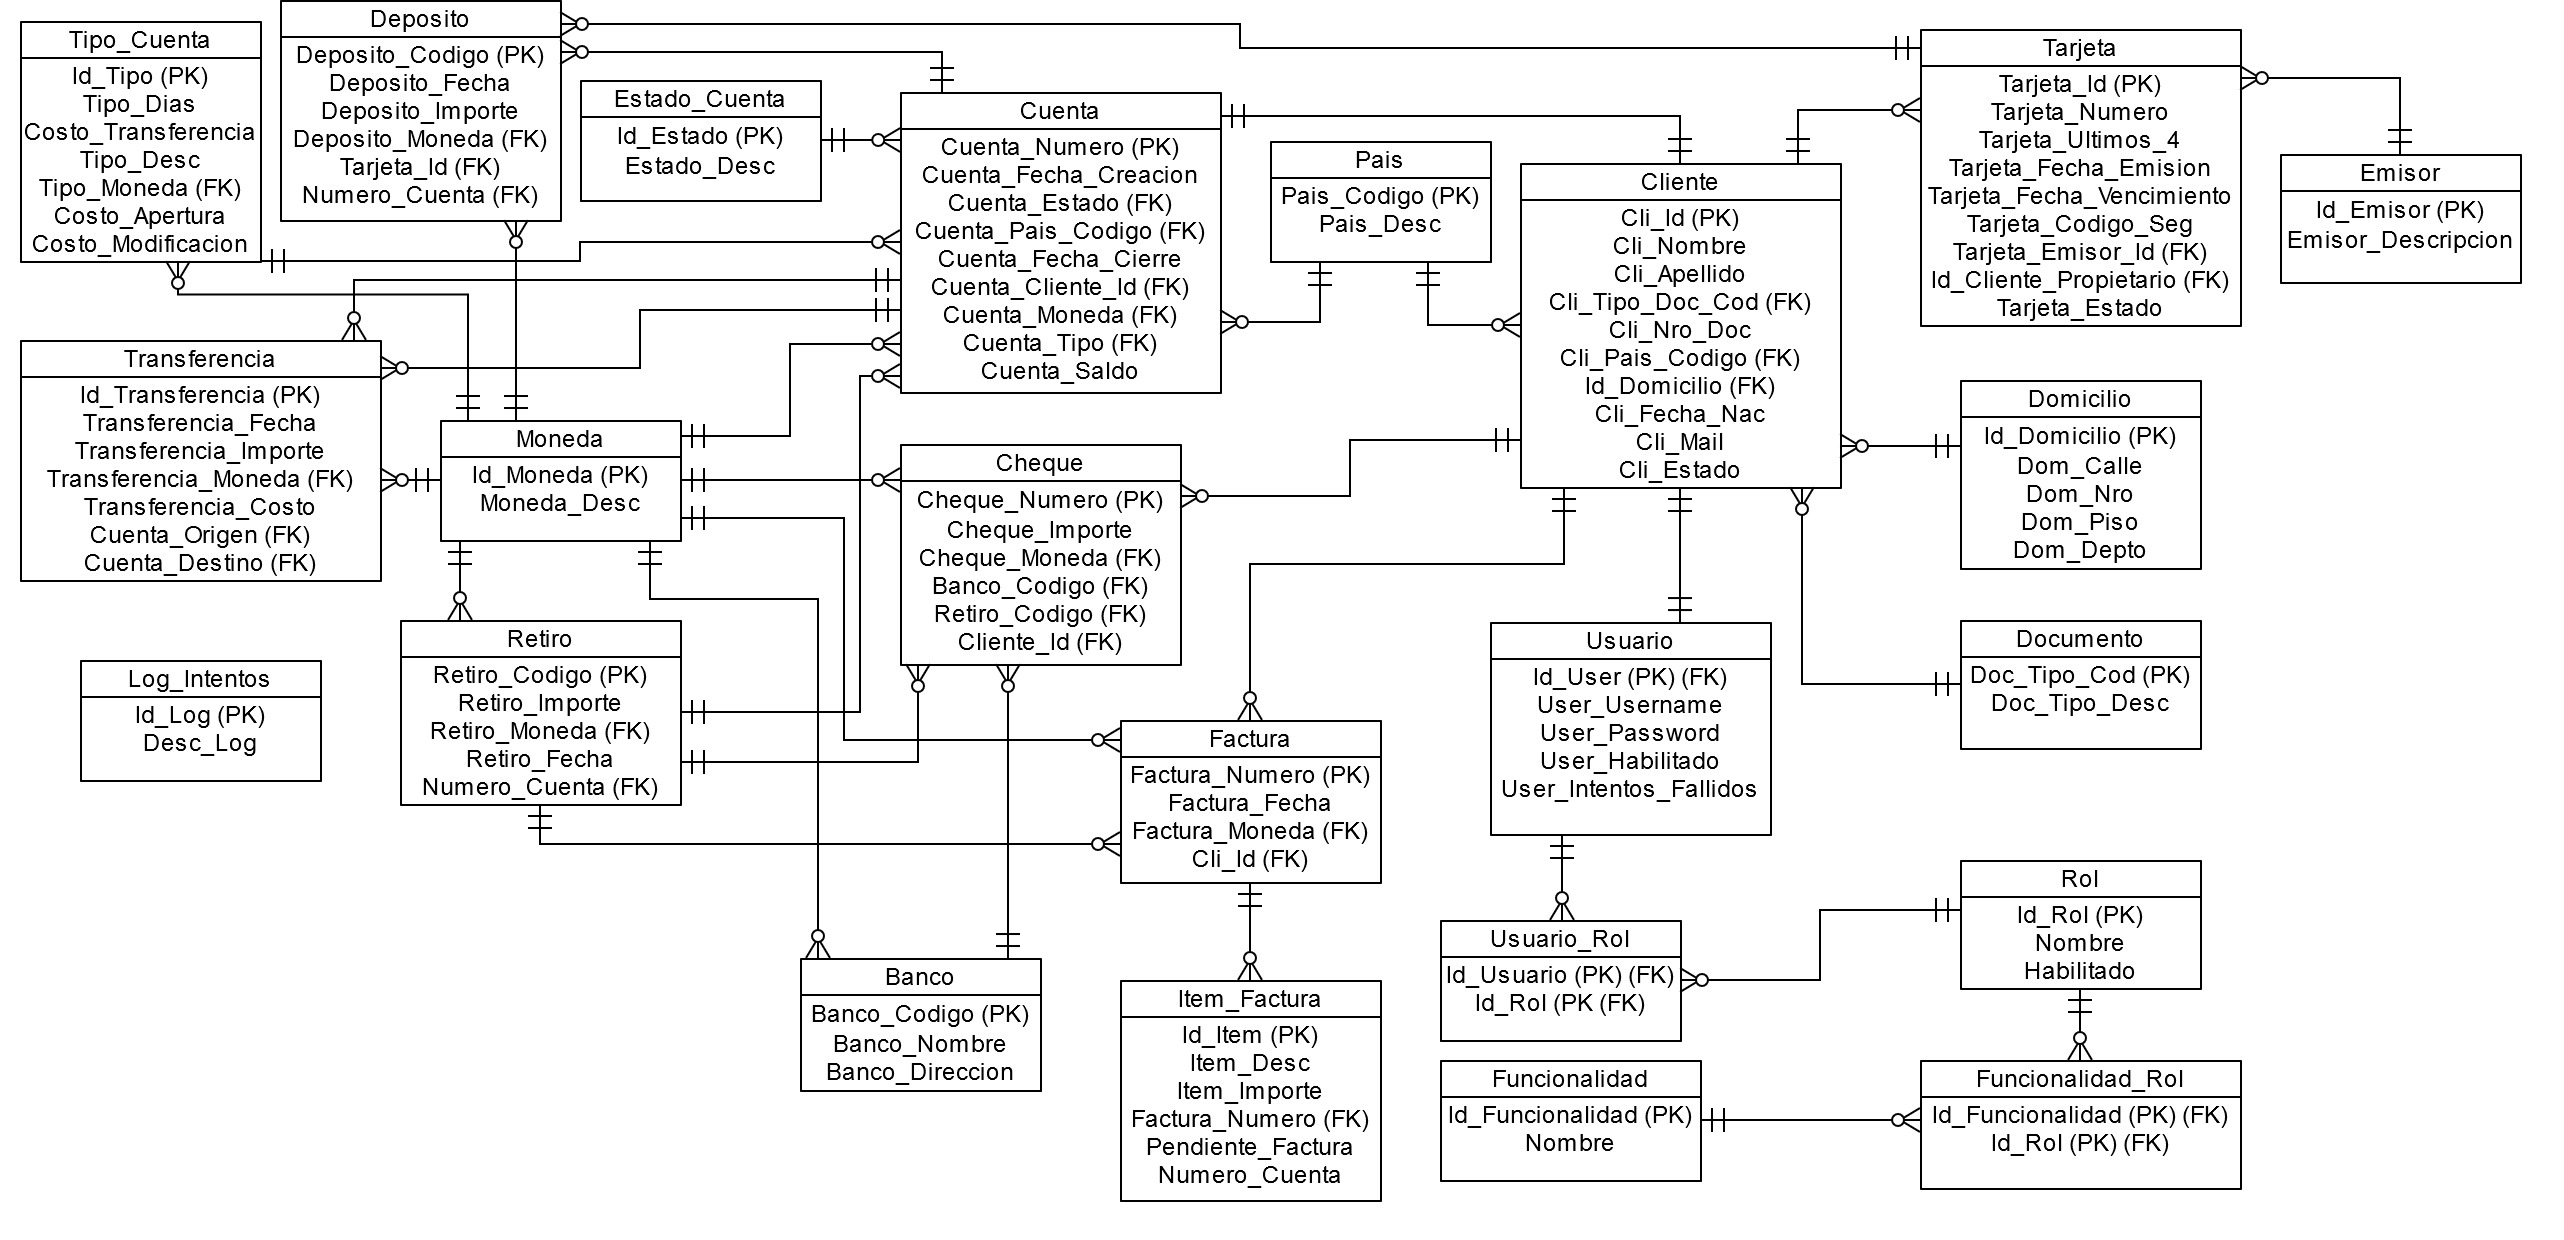 Tipo_Cuenta
Id_Tipo (PK)
Tipo_Dias
Costo_Transferencia
Tipo_Desc
Tipo_Moneda (FK)
Costo_Apertura
Costo_Modificacion
Deposito
Deposito_Codigo (PK)
Deposito_Fecha
Deposito_Importe
Deposito_Moneda (FK)
Tarjeta_Id (FK)
Numero_Cuenta (FK)
Estado_Cuenta
Id_Estado (PK)
Estado_Desc
Cuenta
Cuenta_Numero (PK)
Cuenta_Fecha_Creacion
Cuenta_Estado (FK)
Cuenta_Pais_Codigo (FK)
Cuenta_Fecha_Cierre
Cuenta_Cliente_Id (FK)
Cuenta_Moneda (FK)
Cuenta_Tipo (FK)
Cuenta_Saldo
Pais
Pais_Codigo (PK)
Pais_Desc
Cliente
Cli_Id (PK)
Cli_Nombre
Cli_Apellido
Cli_Tipo_Doc_Cod (FK)
Cli_Nro_Doc
Cli_Pais_Codigo (FK)
Id_Domicilio (FK)
Cli_Fecha_Nac
Cli_Mail
Cli_Estado
Tarjeta
Tarjeta_Id (PK)
Tarjeta_Numero
Tarjeta_Ultimos_4
Tarjeta_Fecha_Emision
Tarjeta_Fecha_Vencimiento
Tarjeta_Codigo_Seg
Tarjeta_Emisor_Id (FK)
Id_Cliente_Propietario (FK)
Tarjeta_Estado
Emisor
Id_Emisor (PK)
Emisor_Descripcion
Transferencia
Id_Transferencia (PK)
Transferencia_Fecha
Transferencia_Importe
Transferencia_Moneda (FK)
Transferencia_Costo
Cuenta_Origen (FK)
Cuenta_Destino (FK)
Moneda
Id_Moneda (PK)
Moneda_Desc
Cheque
Cheque_Numero (PK)
Cheque_Importe
Cheque_Moneda (FK)
Banco_Codigo (FK)
Retiro_Codigo (FK)
Cliente_Id (FK)
Domicilio
Id_Domicilio (PK)
Dom_Calle
Dom_Nro
Dom_Piso
Dom_Depto
Log_Intentos
Id_Log (PK)
Desc_Log
Retiro
Retiro_Codigo (PK)
Retiro_Importe
Retiro_Moneda (FK)
Retiro_Fecha
Numero_Cuenta (FK)
Factura
Factura_Numero (PK)
Factura_Fecha
Factura_Moneda (FK)
Cli_Id (FK)
Usuario
Id_User (PK) (FK)
User_Username
User_Password
User_Habilitado
User_Intentos_Fallidos
Documento
Doc_Tipo_Cod (PK)
Doc_Tipo_Desc
Banco
Banco_Codigo (PK)
Banco_Nombre
Banco_Direccion
Item_Factura
Id_Item (PK)
Item_Desc
Item_Importe
Factura_Numero (FK)
Pendiente_Factura
Numero_Cuenta
Usuario_Rol
Id_Usuario (PK) (FK)
Id_Rol (PK (FK)
Rol
Id_Rol (PK)
Nombre
Habilitado
Funcionalidad
Id_Funcionalidad (PK)
Nombre
Funcionalidad_Rol
Id_Funcionalidad (PK) (FK)
Id_Rol (PK) (FK)